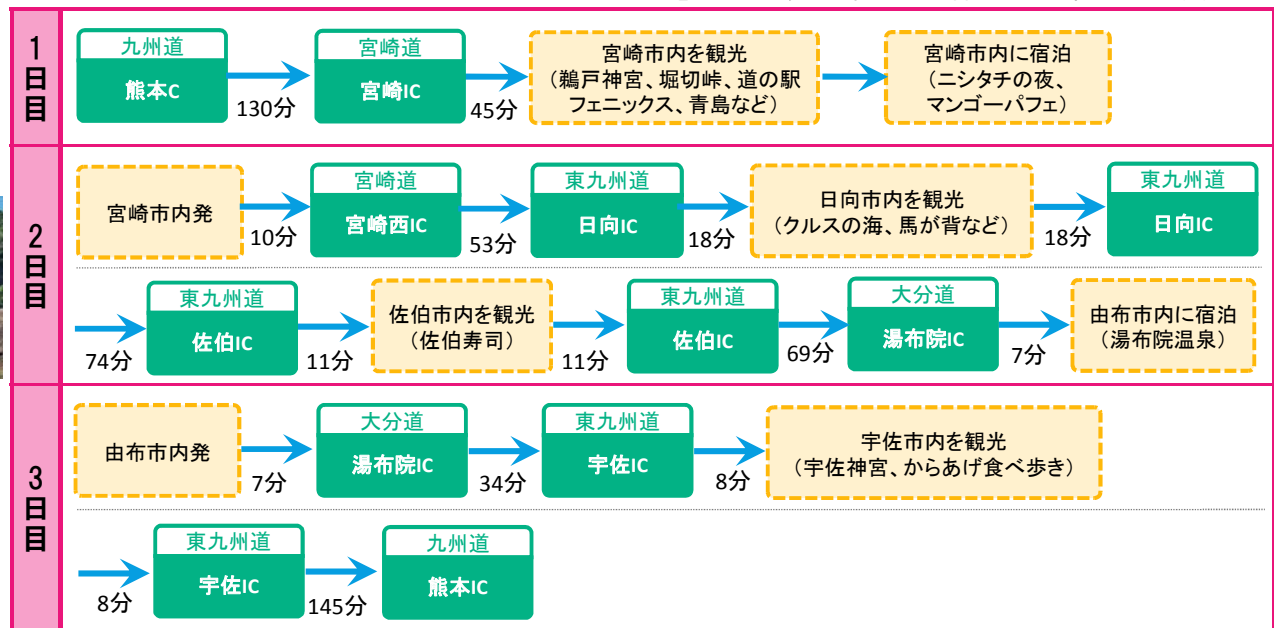 1日目
九州道
熊本C
130分
宮崎道
宮崎IC
45分
宮崎市内を観光
(鵜戸神宮、堀切峠、道の駅
フェニックス、青島など)
宮崎市内に宿泊
(ニシタチの夜、
マンゴーパフェ)
2日目
宮崎市内発
10分
宮崎道
宮崎西IC
53分
東九州道
日向IC
18分
日向市内を観光
(クルスの海、馬が背など)
18分
東九州道
日向IC
74分
東九州道
佐伯IC
11分
佐伯市内を観光
(佐伯寿司)
11分
東九州道
佐伯IC
69分
大分道
湯布院IC
7分
由布市内に宿泊
(湯布院温泉)
3日目
由布市内発
7分
大分道
湯布院IC
34分
東九州道
宇佐IC
8分
宇佐市内を観光
(宇佐神宮、からあげ食べ歩き)
8分
東九州道
宇佐IC
145分
九州道
熊本IC